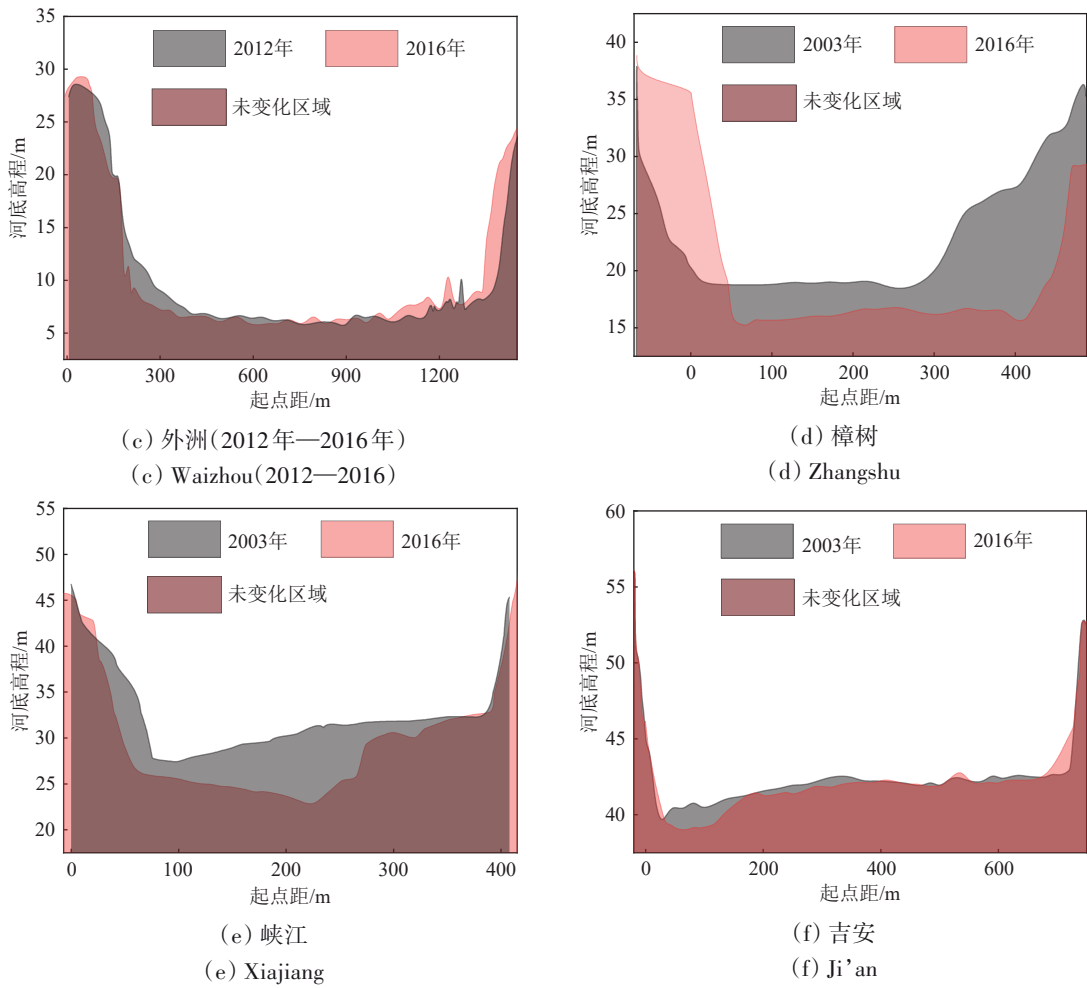 35
30
25
20
15
10
5
河底高程/m
2012年
2016年
未变化区域
0
300
600
900
1200
起点距/m
(c) 外洲(2012年—2016年)
(c) Waizhou(2012—2016)
40
35
30
25
20
15
河底高程/m
2003年
2016年
未变化区域
0
100
200
300
400
起点距/m
(d) 樟树
(d) Zhangshu
55
50
45
40
35
30
25
20
河底高程/m
2003年
2016年
未变化区域
0
100
200
300
400
起点距/m
(e) 峡江
(e) Xiajiang
60
55
50
45
40
河底高程/m
2003年
2016年
未变化区域
0
200
400
600
起点距/m
(f) 吉安
(f) Ji’an